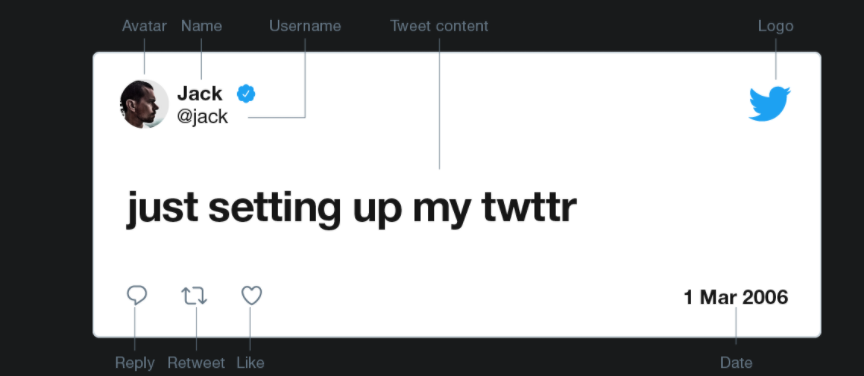 Avatar Name Username Tweet content Logo
Jack
@jack
just setting up my twttr
1 Mar 2006
Reply Retweet Like Date